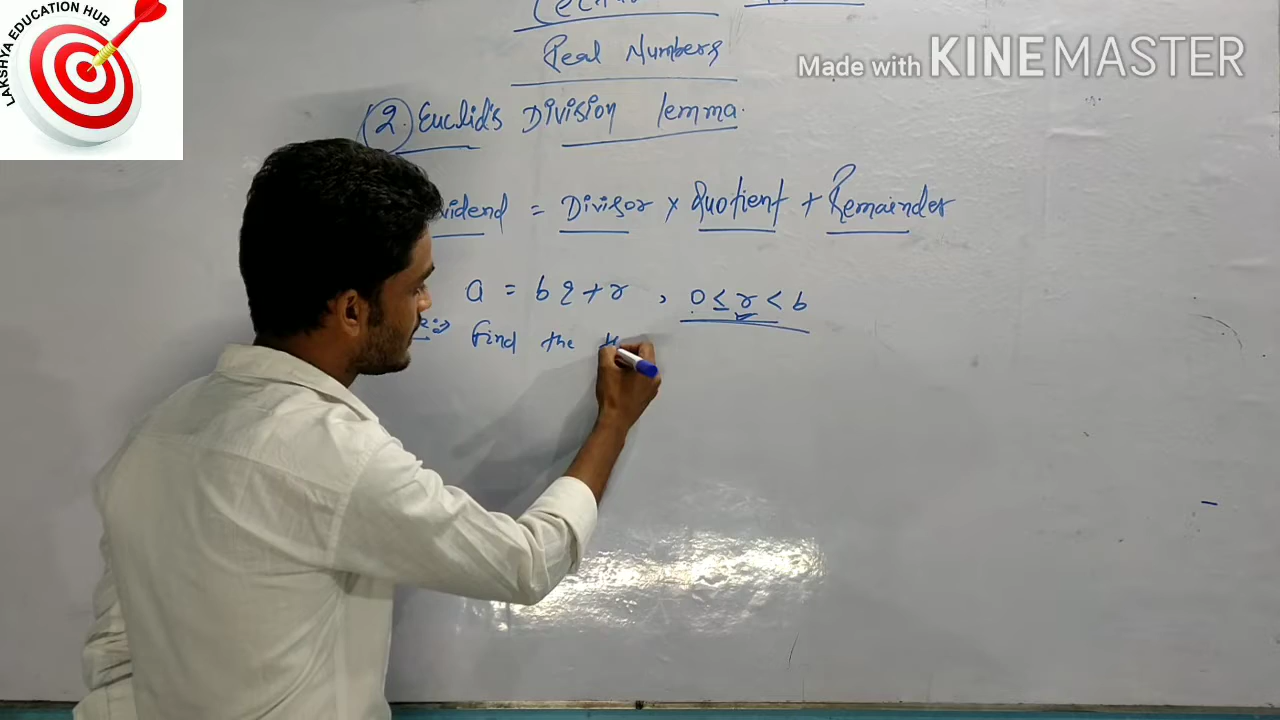 LAKSHYA EDUCATION HUB
Made with KINEMASTER
Real Numbers
2. Euclid's Division lemma.
= Divisor x Quotient + Remainder
a = bq + r , 0 ≤ r < b
Find the